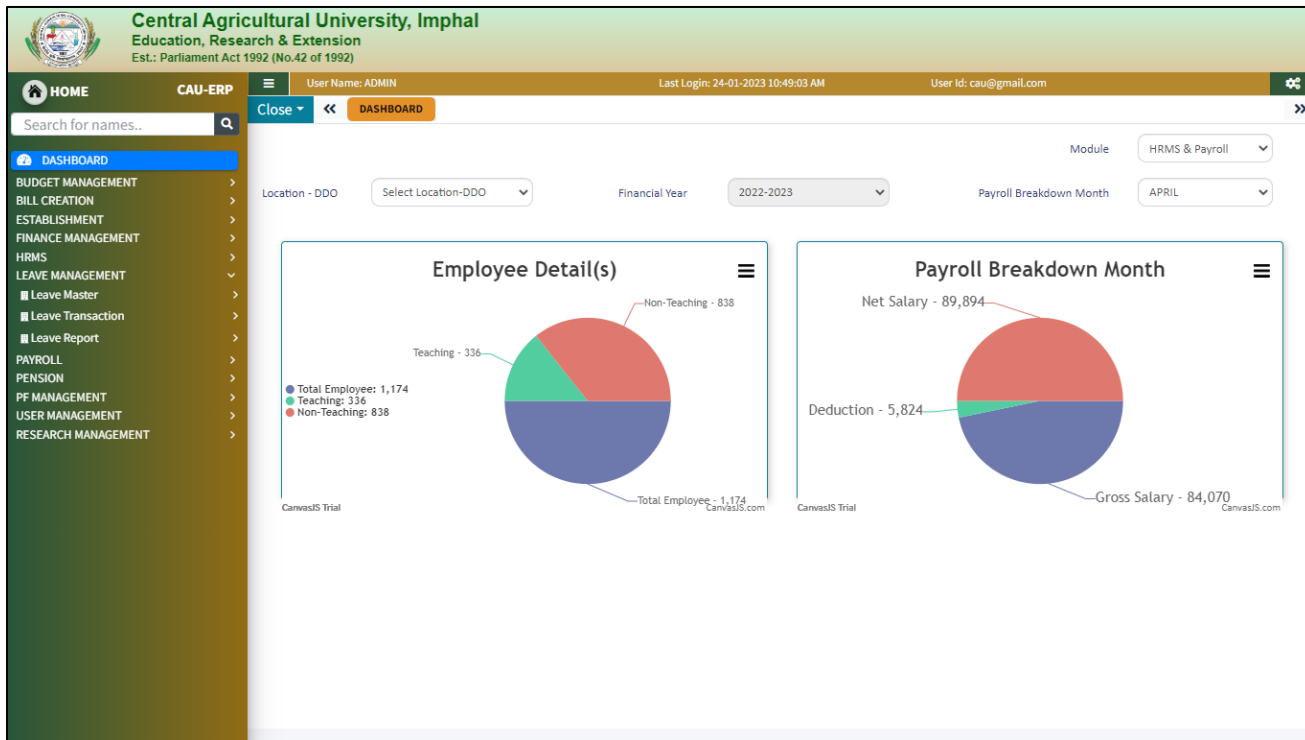 Central Agricultural University, Imphal
Education, Research & Extension
Est.: Parliament Act 1992 (No.42 of 1992)
HOME CAU-ERP
User Name: ADMIN Last Login: 24-01-2023 10:49:03 AM User Id: cau@gmail.com
Search for names..
Close DASHBOARD
DASHBOARD
BUDGET MANAGEMENT
BILL CREATION
ESTABLISHMENT
FINANCE MANAGEMENT
HRMS
LEAVE MANAGEMENT
Leave Master
Leave Transaction
Leave Report
PAYROLL
PENSION
PF MANAGEMENT
USER MANAGEMENT
RESEARCH MANAGEMENT
Module HRMS & Payroll
Location - DDO Select Location-DDO Financial Year 2022-2023 Payroll Breakdown Month APRIL
Employee Detail(s)
Non-Teaching - 838
Teaching - 336
Total Employee: 1,174
Teaching: 336
Non-Teaching: 838
Total Employee - 1,174
CanvasJS Trial CanvasJS.com
Payroll Breakdown Month
Net Salary - 89,894
Deduction - 5,824
Gross Salary - 84,070
CanvasJS Trial CanvasJS.com